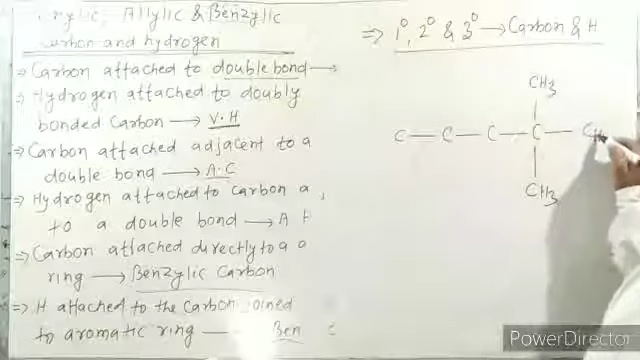 nylic, Allylic & Benzylic
Carbon and hydrogen
⇒ Carbon attached to double bond →
⇒ Hydrogen attached to doubly
bonded Carbon → V.H
⇒ Carbon attached adjacent to a
double bond → A.C
⇒ Hydrogen attached to Carbon a
to a double bond → A H
⇒ Carbon attached directly to a
ring → Benzylic Carbon
⇒ H attached to the Carbon joined
to aromatic ring — Ben
⇒ 1°, 2° & 3° → Carbon & H
CH3
C — C — C — C — CH
CH3
PowerDirector